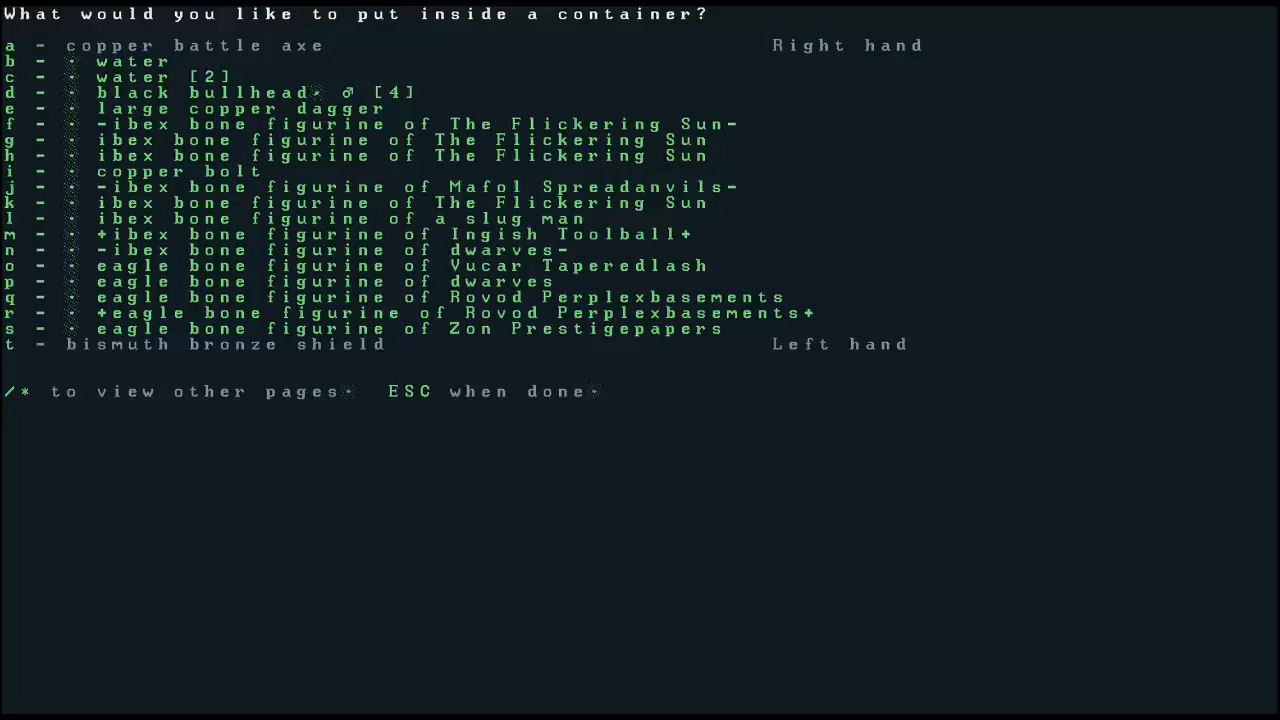 What would you like to put inside a container?
a - copper battle axe Right hand
b - · water
c - · water [2]
d - · black bullhead, ♂ [4]
e - · large copper dagger
f - · -ibex bone figurine of The Flickering Sun-
g - · ibex bone figurine of The Flickering Sun
h - · ibex bone figurine of The Flickering Sun
i - · copper bolt
j - · -ibex bone figurine of Mafol Spreadanvils-
k - · ibex bone figurine of The Flickering Sun
l - · ibex bone figurine of a slug man
m - · +ibex bone figurine of Ingish Toolball+
n - · -ibex bone figurine of dwarves-
o - · eagle bone figurine of Vucar Taperedlash
p - · eagle bone figurine of dwarves
q - · eagle bone figurine of Rovod Perplexbasements
r - · +eagle bone figurine of Rovod Perplexbasements+
s - · eagle bone figurine of Zon Prestigepapers
t - bismuth bronze shield Left hand
/* to view other pages. ESC when done.